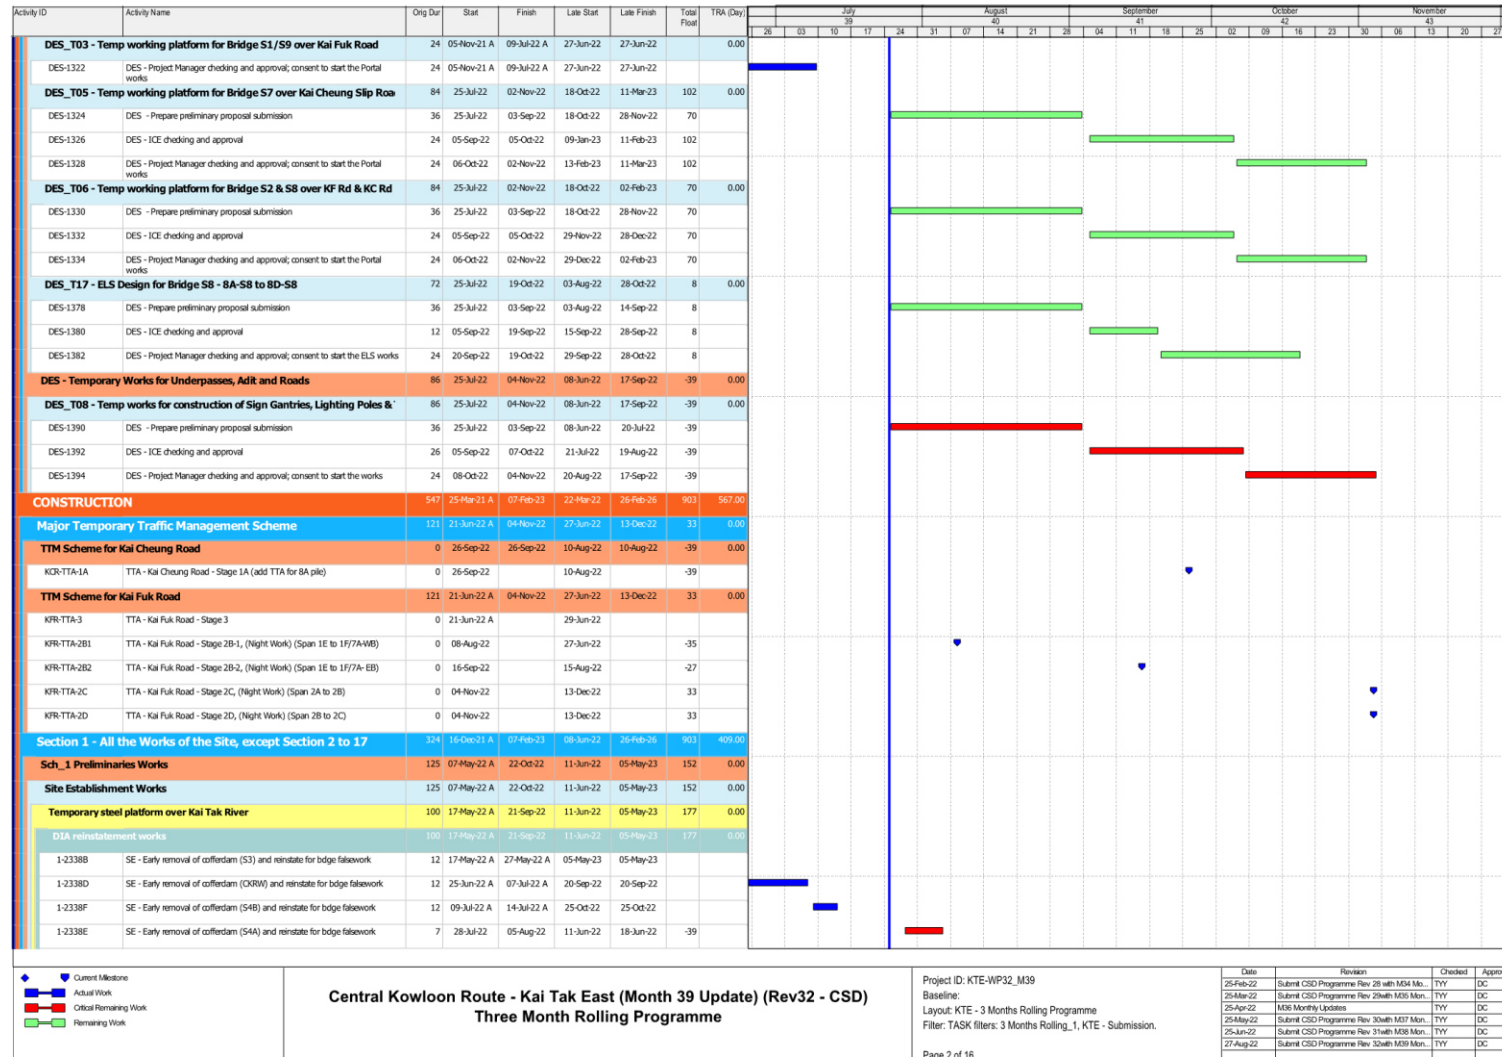 Activity ID Activity Name Orig Dur Start Finish Late Start Late Finish Total Float TRA (Day) July August September October November
39 40 41 42 43
26 03 10 17 24 31 07 14 21 28 04 11 18 25 02 09 16 23 30 06 13 20 27
DES_T03 - Temp working platform for Bridge S1/S9 over Kai Fuk Road 24 05-Nov-21 A 09-Jul-22 A 27-Jun-22 27-Jun-22 0.00
DES-1322 DES - Project Manager checking and approval; consent to start the Portal works 24 05-Nov-21 A 09-Jul-22 A 27-Jun-22 27-Jun-22
DES_T05 - Temp working platform for Bridge S7 over Kai Cheung Slip Roa 84 25-Jul-22 02-Nov-22 18-Oct-22 11-Mar-23 102 0.00
DES-1324 DES - Prepare preliminary proposal submission 36 25-Jul-22 03-Sep-22 18-Oct-22 28-Nov-22 70
DES-1326 DES - ICE checking and approval 24 05-Sep-22 05-Oct-22 09-Jan-23 11-Feb-23 102
DES-1328 DES - Project Manager checking and approval; consent to start the Portal works 24 06-Oct-22 02-Nov-22 13-Feb-23 11-Mar-23 102
DES_T06 - Temp working platform for Bridge S2 & S8 over KF Rd & KC Rd 84 25-Jul-22 02-Nov-22 18-Oct-22 02-Feb-23 70 0.00
DES-1330 DES - Prepare preliminary proposal submission 36 25-Jul-22 03-Sep-22 18-Oct-22 28-Nov-22 70
DES-1332 DES - ICE checking and approval 24 05-Sep-22 05-Oct-22 29-Nov-22 28-Dec-22 70
DES-1334 DES - Project Manager checking and approval; consent to start the Portal works 24 06-Oct-22 02-Nov-22 29-Dec-22 02-Feb-23 70
DES_T17 - ELS Design for Bridge S8 - 8A-S8 to 8D-S8 72 25-Jul-22 19-Oct-22 03-Aug-22 28-Oct-22 8 0.00
DES-1378 DES - Prepare preliminary proposal submission 36 25-Jul-22 03-Sep-22 03-Aug-22 14-Sep-22 8
DES-1380 DES - ICE checking and approval 12 05-Sep-22 19-Sep-22 15-Sep-22 28-Sep-22 8
DES-1382 DES - Project Manager checking and approval; consent to start the ELS works 24 20-Sep-22 19-Oct-22 29-Sep-22 28-Oct-22 8
DES - Temporary Works for Underpasses, Adit and Roads 86 25-Jul-22 04-Nov-22 08-Jun-22 17-Sep-22 -39 0.00
DES_T08 - Temp works for construction of Sign Gantries, Lighting Poles & 86 25-Jul-22 04-Nov-22 08-Jun-22 17-Sep-22 -39 0.00
DES-1390 DES - Prepare preliminary proposal submission 36 25-Jul-22 03-Sep-22 08-Jun-22 20-Jul-22 -39
DES-1392 DES - ICE checking and approval 26 05-Sep-22 07-Oct-22 21-Jul-22 19-Aug-22 -39
DES-1394 DES - Project Manager checking and approval; consent to start the works 24 08-Oct-22 04-Nov-22 20-Aug-22 17-Sep-22 -39
CONSTRUCTION 547 25-Mar-21 A 07-Feb-23 22-Mar-22 26-Feb-26 903 567.00
Major Temporary Traffic Management Scheme 121 21-Jun-22 A 04-Nov-22 27-Jun-22 13-Dec-22 33 0.00
TTM Scheme for Kai Cheung Road 0 26-Sep-22 26-Sep-22 10-Aug-22 10-Aug-22 -39 0.00
KCR-TTA-1A TTA - Kai Cheung Road - Stage 1A (add TTA for 8A pile) 0 26-Sep-22 10-Aug-22 -39
TTM Scheme for Kai Fuk Road 121 21-Jun-22 A 04-Nov-22 27-Jun-22 13-Dec-22 33 0.00
KFR-TTA-3 TTA - Kai Fuk Road - Stage 3 0 21-Jun-22 A 29-Jun-22
KFR-TTA-2B1 TTA - Kai Fuk Road - Stage 2B-1, (Night Work) (Span 1E to 1F/7A-WB) 0 08-Aug-22 27-Jun-22 -35
KFR-TTA-2B2 TTA - Kai Fuk Road - Stage 2B-2, (Night Work) (Span 1E to 1F/7A- EB) 0 16-Sep-22 15-Aug-22 -27
KFR-TTA-2C TTA - Kai Fuk Road - Stage 2C, (Night Work) (Span 2A to 2B) 0 04-Nov-22 13-Dec-22 33
KFR-TTA-2D TTA - Kai Fuk Road - Stage 2D, (Night Work) (Span 2B to 2C) 0 04-Nov-22 13-Dec-22 33
Section 1 - All the Works of the Site, except Section 2 to 17 324 16-Dec-21 A 07-Feb-23 08-Jun-22 26-Feb-26 903 409.00
Sch_1 Preliminaries Works 125 07-May-22 A 22-Oct-22 11-Jun-22 05-May-23 152 0.00
Site Establishment Works 125 07-May-22 A 22-Oct-22 11-Jun-22 05-May-23 152 0.00
Temporary steel platform over Kai Tak River 100 17-May-22 A 21-Sep-22 11-Jun-22 05-May-23 177 0.00
DIA reinstatement works 100 17-May-22 A 21-Sep-22 11-Jun-22 05-May-23 177 0.00
1-2338B SE - Early removal of cofferdam (S3) and reinstate for bdge falsework 12 17-May-22 A 27-May-22 A 05-May-23 05-May-23
1-2338D SE - Early removal of cofferdam (CKRW) and reinstate for bdge falsework 12 25-Jun-22 A 07-Jul-22 A 20-Sep-22 20-Sep-22
1-2338F SE - Early removal of cofferdam (S4B) and reinstate for bdge falsework 12 09-Jul-22 A 14-Jul-22 A 25-Oct-22 25-Oct-22
1-2338E SE - Early removal of cofferdam (S4A) and reinstate for bdge falsework 7 28-Jul-22 05-Aug-22 11-Jun-22 18-Jun-22 -39
Current Milestone
Actual Work
Critical Remaining Work
Remaining Work
Central Kowloon Route - Kai Tak East (Month 39 Update) (Rev32 - CSD)
Three Month Rolling Programme
Project ID: KTE-WP32_M39
Baseline:
Layout: KTE - 3 Months Rolling Programme
Filter: TASK filters: 3 Months Rolling_1, KTE - Submission.
Page 2 of 16
Date Revision Checked Appro
25-Feb-22 Submit CSD Programme Rev 28 with M34 Mo... TYY DC
25-Mar-22 Submit CSD Programme Rev 29with M35 Mon... TYY DC
25-Apr-22 M36 Monthly Updates TYY DC
25-May-22 Submit CSD Programme Rev 30with M37 Mon... TYY DC
25-Jun-22 Submit CSD Programme Rev 31with M38 Mon... TYY DC
27-Aug-22 Submit CSD Programme Rev 32with M39 Mon... TYY DC